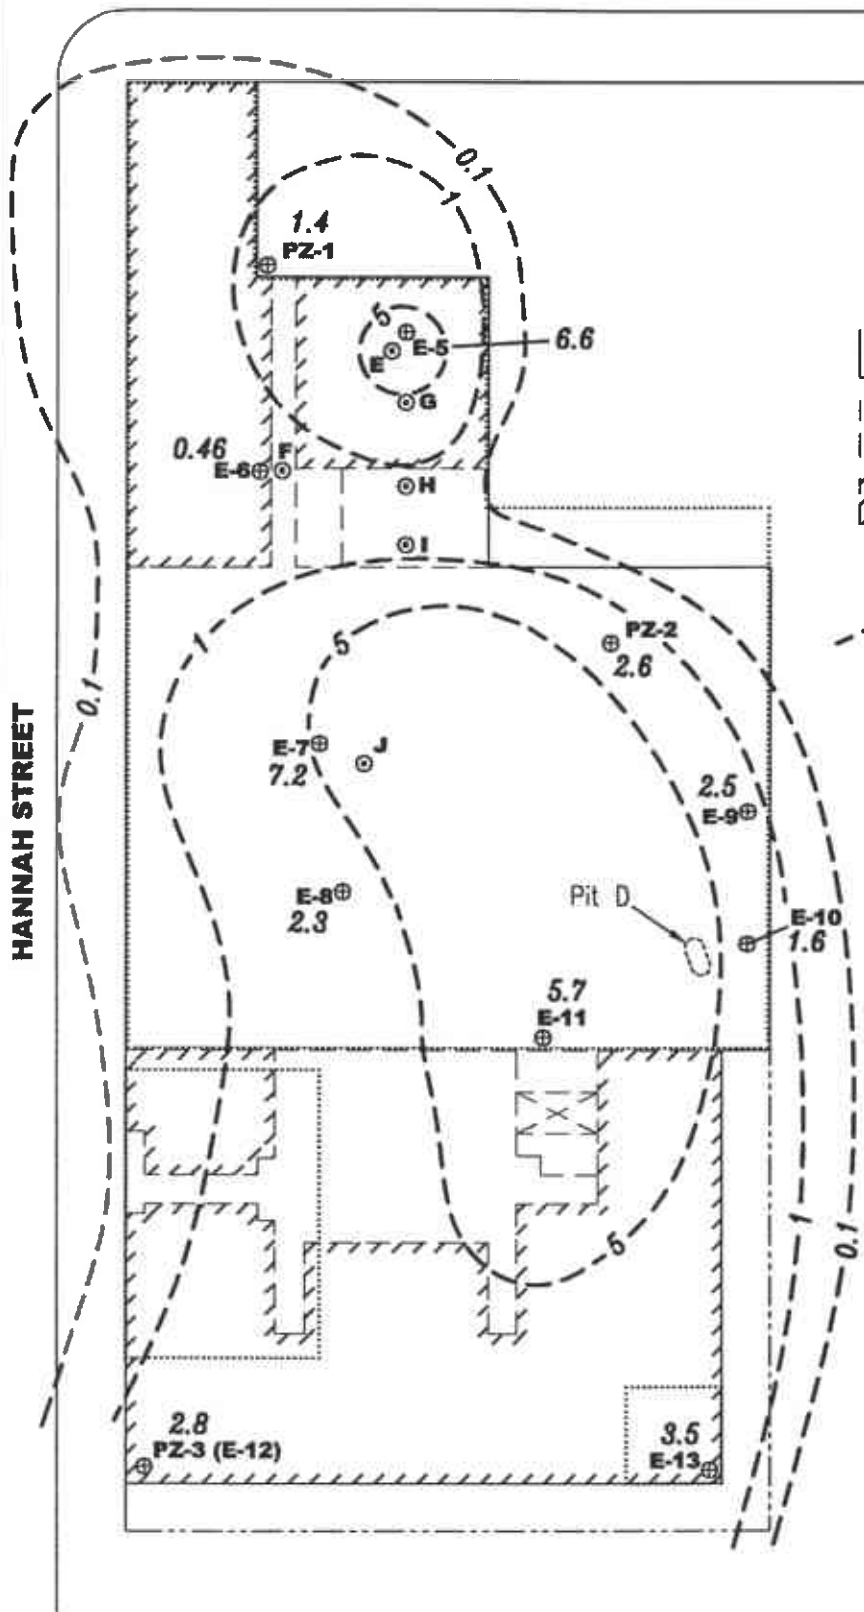 0.1
1
1.4
PZ-1
5
E-5
6.6
E
G
0.46
F
E-6
H
I
1
5
PZ-2
2.6
0.1
E-7
7.2
J
2.5
E-9
HANNAH STREET
E-8
2.3
Pit D
E-10
1.6
5.7
E-11
5
1
0.1
2.8
PZ-3 (E-12)
3.5
E-13